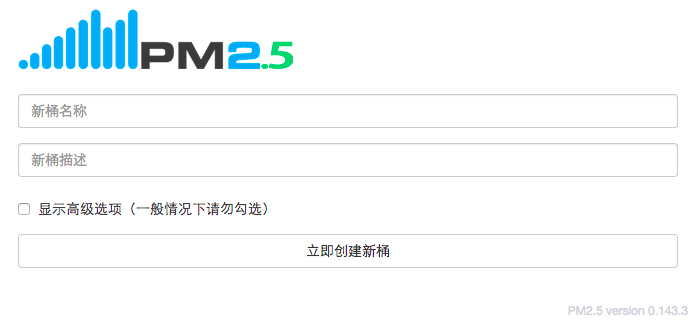 PM2.5
新桶名称
新桶描述
显示高级选项（一般情况下请勿勾选）
立即创建新桶
PM2.5 version 0.143.3